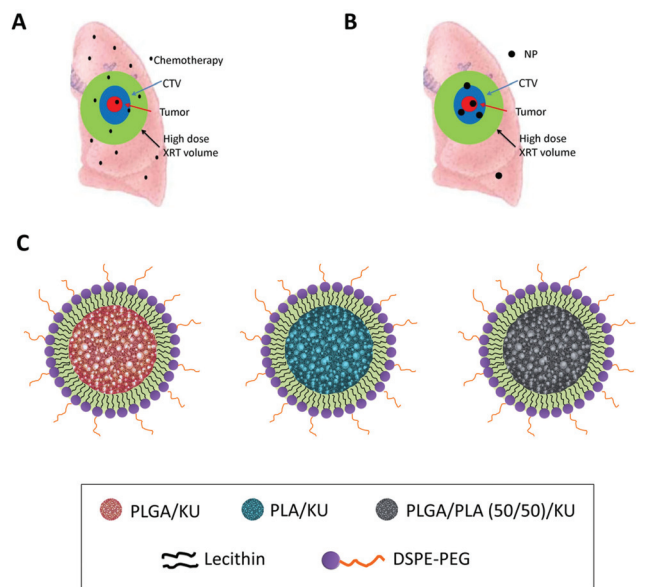 A
Chemotherapy
CTV
Tumor
High dose
XRT volume
B
NP
CTV
Tumor
High dose
XRT volume
C
PLGA/KU
PLA/KU
PLGA/PLA (50/50)/KU
Lecithin
DSPE-PEG